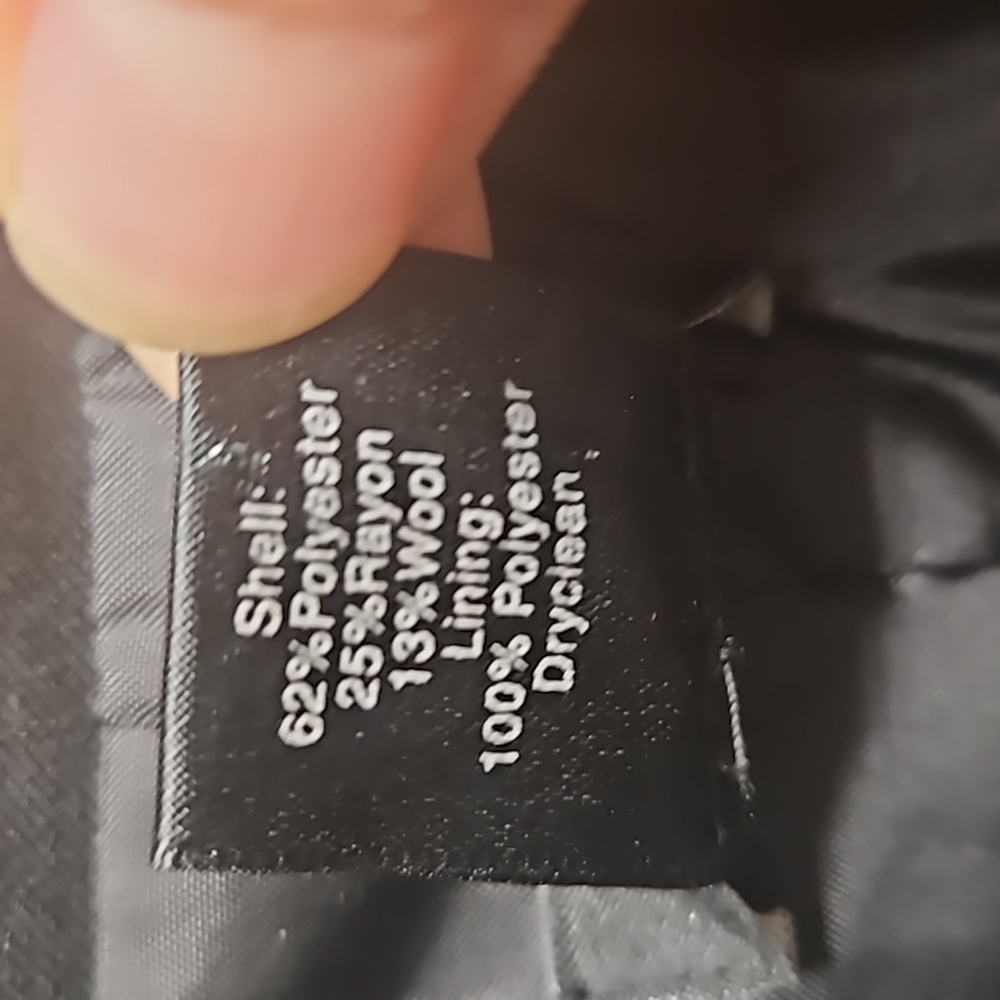 Shell:
62%Polyester
25%Rayon
13%Wool
Lining:
100% Polyester
Dryclean